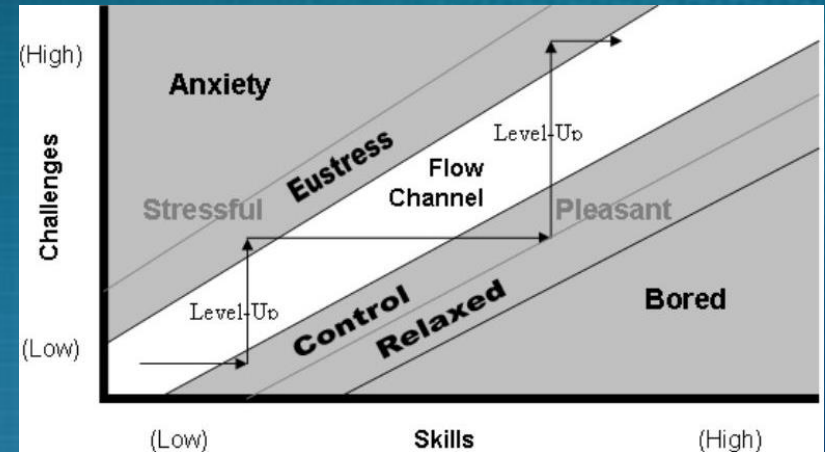 (High)
Anxiety
Level-Up
Challenges
Eustress
Flow
Channel
Stressful
Pleasant
Level-Up
Control
Relaxed
Bored
(Low)
(Low)
Skills
(High)